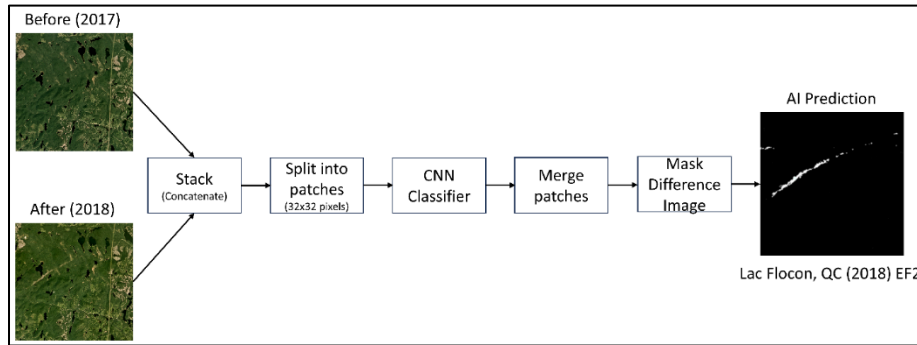 Before (2017)
After (2018)
Stack
(Concatenate)
Split into
patches
(32x32 pixels)
CNN
Classifier
Merge
patches
Mask
Difference
Image
AI Prediction
Lac Flocon, QC (2018) EF2